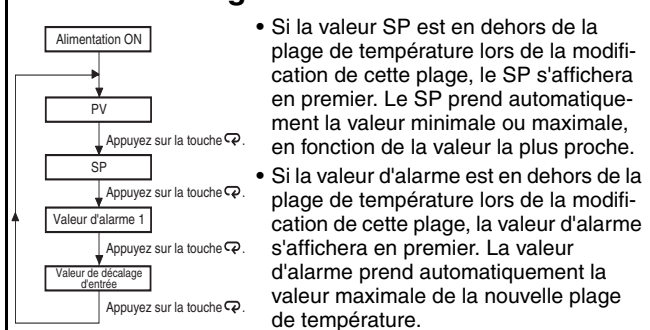 Alimentation ON
PV
Appuyez sur la touche
SP
Appuyez sur la touche
Valeur d'alarme 1
Appuyez sur la touche
Valeur de décalage
d'entrée
Appuyez sur la touche
• Si la valeur SP est en dehors de la
plage de température lors de la modifi-
cation de cette plage, le SP s'affichera
en premier. Le SP prend automatique-
ment la valeur minimale ou maximale,
en fonction de la valeur la plus proche.
• Si la valeur d'alarme est en dehors de la
plage de température lors de la modifi-
cation de cette plage, la valeur d'alarme
s'affichera en premier. La valeur
d'alarme prend automatiquement la
valeur maximale de la nouvelle plage
de température.